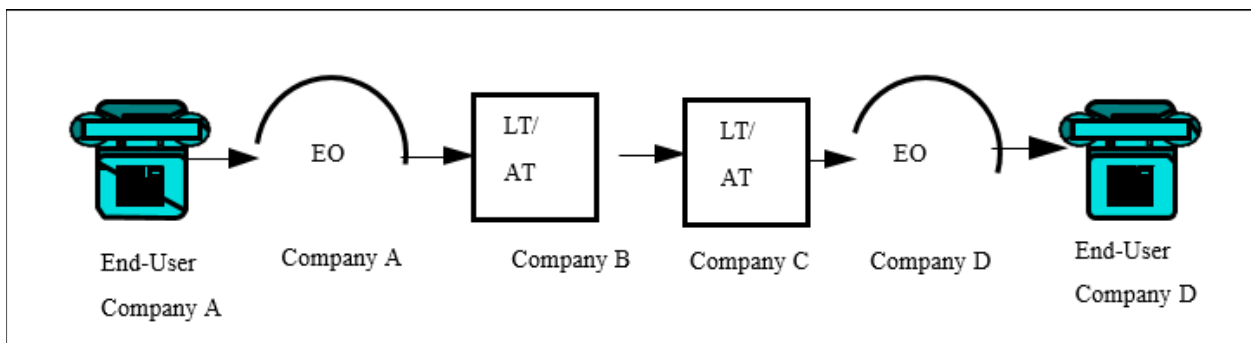 EO
LT/
AT
LT/
AT
EO
End-User
Company A
Company A
Company B
Company C
Company D
End-User
Company D